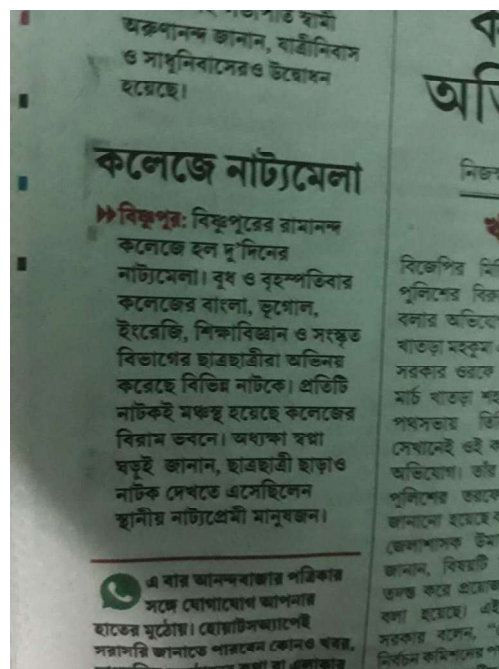 স্বামী
অরুণানন্দ জানান, যাত্রীনিবাস
ও সাধুনিবাসেরও উদ্বোধন
হয়েছে।
কলেজে নাট্যমেলা
বিষ্ণুপুর: বিষ্ণুপুরের রামানন্দ
কলেজে হল দু'দিনের
নাট্যমেলা। বুধ ও বৃহস্পতিবার
কলেজের বাংলা, ভূগোল,
ইংরেজি, শিক্ষাবিজ্ঞান ও সংস্কৃত
বিভাগের ছাত্রছাত্রীরা অভিনয়
করেছে বিভিন্ন নাটকে। প্রতিটি
নাটকই মঞ্চস্থ হয়েছে কলেজের
বিরাম ভবনে। অধ্যক্ষা স্বপ্না
ঘড়ুই জানান, ছাত্রছাত্রী ছাড়াও
নাটক দেখতে এসেছিলেন
স্থানীয় নাট্যপ্রেমী মানুষজন।
এ বার আনন্দবাজার পত্রিকার
সঙ্গে যোগাযোগ আপনার
হাতের মুঠোয়। হোয়াটসঅ্যাপেই
সরাসরি জানাতে পারবেন কোনও খবর,
নিজস্ব
বিজেপির
পুলিশের
বলার অভিযোগ
খাতড়া মহকুমা
সরকার ওরফে
মার্চ খাতড়া
পথসভায়
সেখানেই ওই
অভিযোগ। তাঁর
পুলিশের তরফে
জানানো হয়েছে
জেলাশাসক
জানান, বিষয়টি
তদন্ত করে
বলা হয়েছে। এই
সরকার বলেন,
নির্বাচন কমিশনের